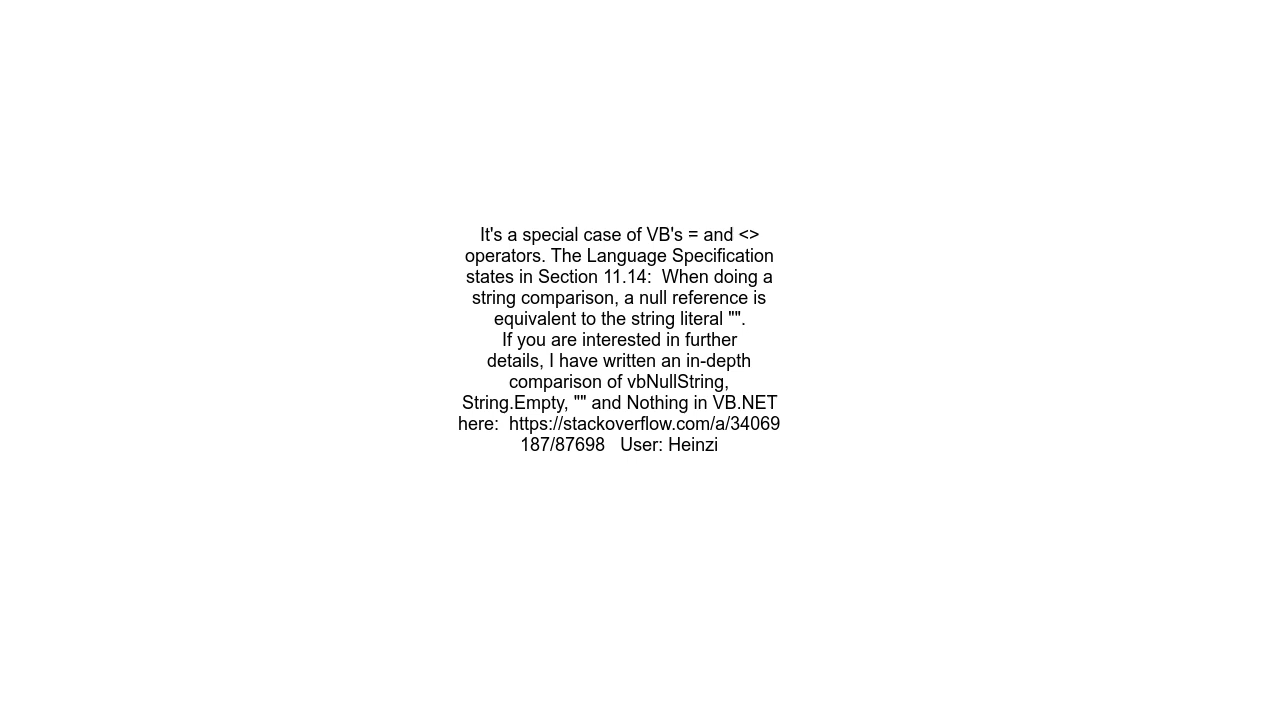 It's a special case of VB's = and <>
operators. The Language Specification
states in Section 11.14:  When doing a
string comparison, a null reference is
equivalent to the string literal "".
If you are interested in further
details, I have written an in-depth
comparison of vbNullString,
String.Empty, "" and Nothing in VB.NET
here:  https://stackoverflow.com/a/34069
187/87698   User: Heinzi